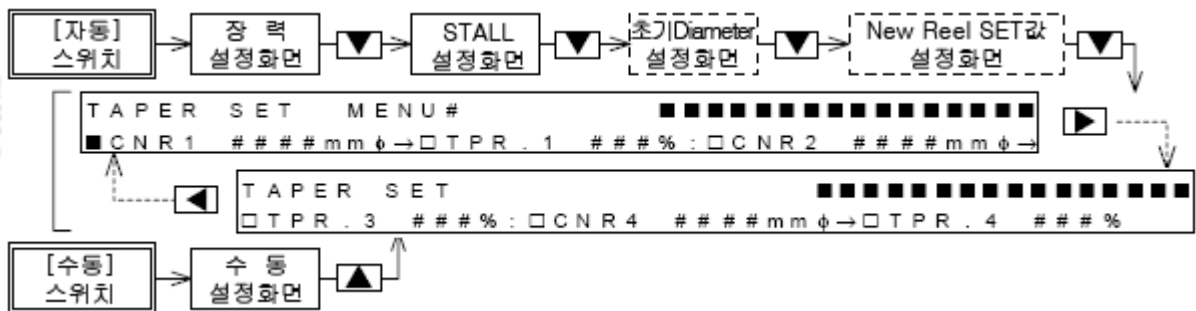 [자동]
스위치
장 력
설정화면
▼
STALL
설정화면
▼
초기Diameter
설정화면
▼
New Reel SET값
설정화면
▼
TAPER SET MENU# ■■■■■■■■■■■■■■■
■CNR1 ####mmφ→□TPR.1 ###%:□CNR2 ####mmφ→
▶
◀
TAPER SET ■■■■■■■■■■■■■■■
□TPR.3 ###%:□CNR4 ####mmφ→□TPR.4 ###%
[수동]
스위치
수 동
설정화면
▲